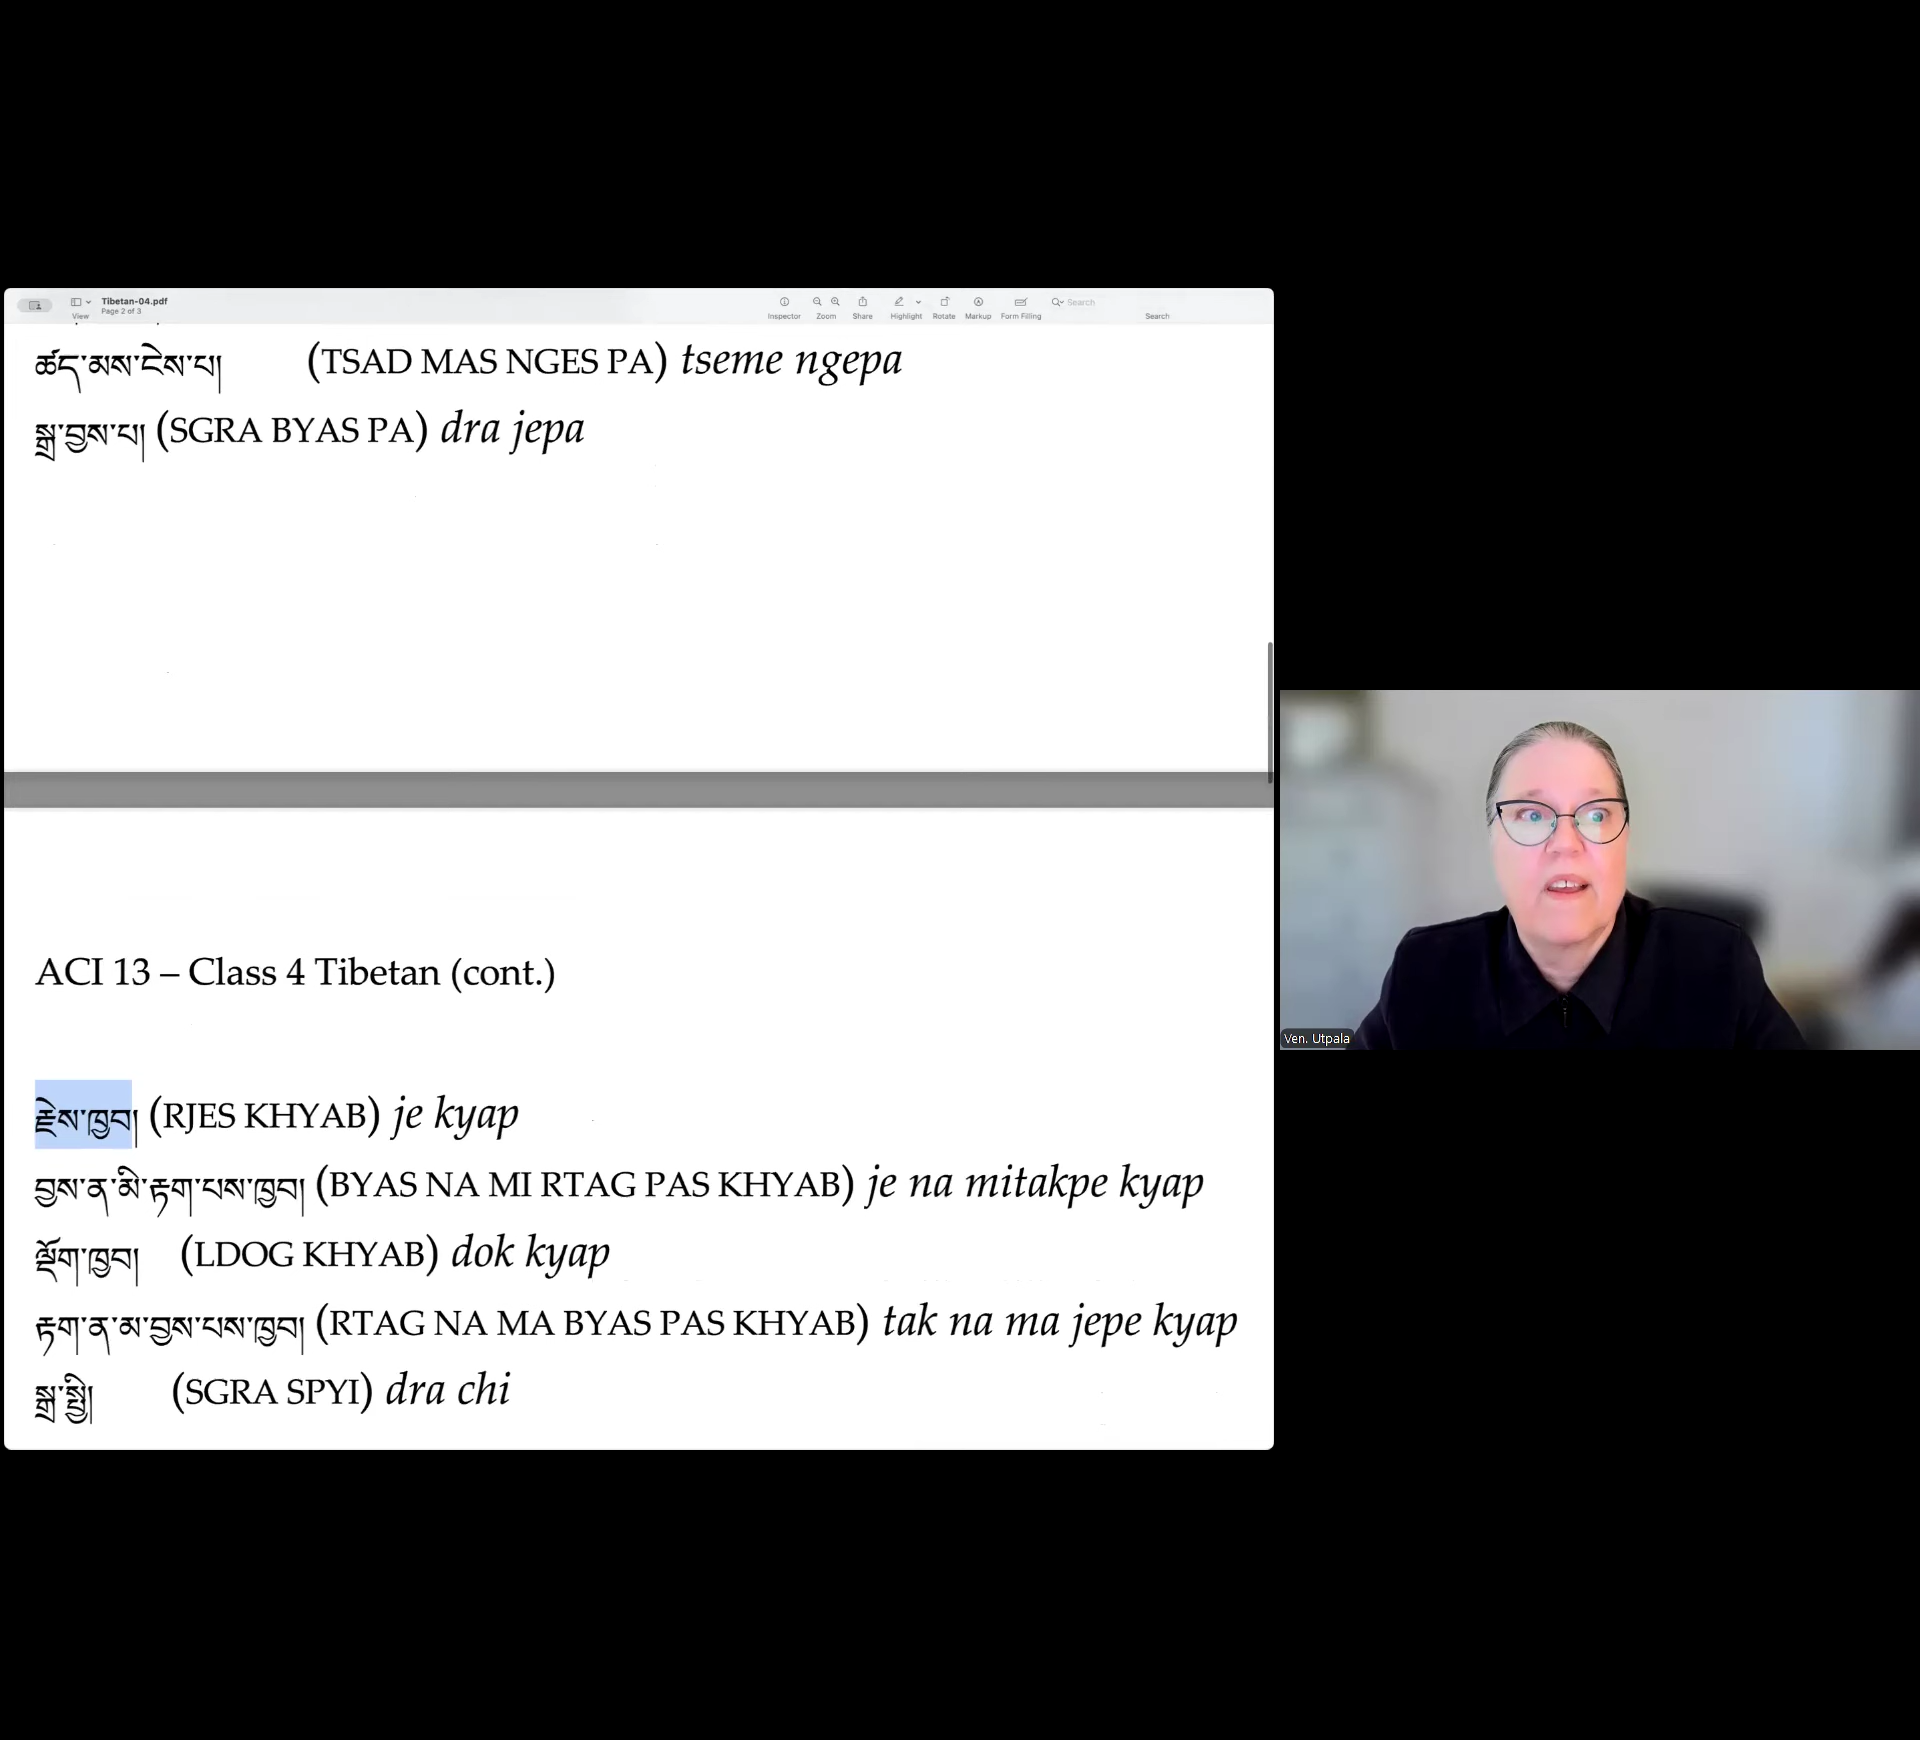 Tibetan-04.pdf
Page 2 of 3
View
Inspector
Zoom
Share
Highlight
Rotate
Markup
Form Filling
Search
Search
ཚད་མས་ངེས་པ། (TSAD MAS NGES PA) tseme ngepa
སྒྲ་བྱས་པ། (SGRA BYAS PA) dra jepa
ACI 13 – Class 4 Tibetan (cont.)
རྗེས་ཁྱབ། (RJES KHYAB) je kyap
བྱས་ན་མི་རྟག་པས་ཁྱབ། (BYAS NA MI RTAG PAS KHYAB) je na mitakpe kyap
ལྡོག་ཁྱབ། (LDOG KHYAB) dok kyap
རྟག་ན་མ་བྱས་པས་ཁྱབ། (RTAG NA MA BYAS PAS KHYAB) tak na ma jepe kyap
སྒྲ་སྤྱི། (SGRA SPYI) dra chi
Ven. Utpala